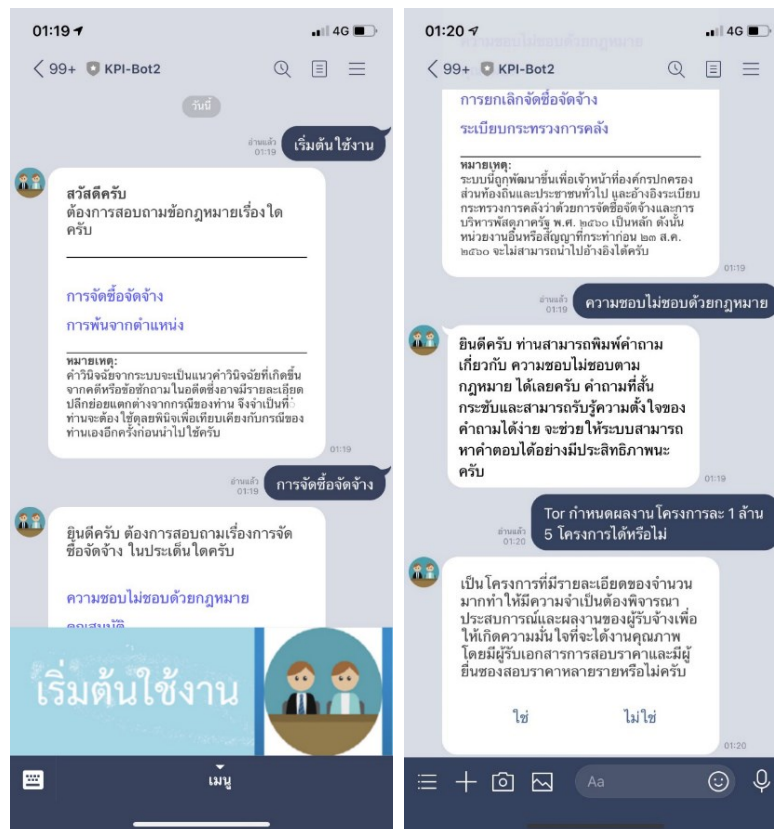 01:19
4G
99+ KPI-Bot2
วันนี้
อ่านแล้ว
01:19
เริ่มต้นใช้งาน
สวัสดีครับ
ต้องการสอบถามข้อกฎหมายเรื่องใด
ครับ
การจัดซื้อจัดจ้าง
การพ้นจากตำแหน่ง
หมายเหตุ:
คำวินิจฉัยจากระบบจะเป็นแนวคำวินิจฉัยที่เกิดขึ้น
จากคดีหรือข้อซักถามในอดีตซึ่งอาจมีรายละเอียด
ปลีกย่อยแตกต่างจากกรณีของท่าน จึงจำเป็นที่
ท่านจะต้องใช้ดุลยพินิจเพื่อเทียบเคียงกับกรณีของ
ท่านเองอีกครั้งก่อนนำไปใช้ครับ
01:19
อ่านแล้ว
01:19
การจัดซื้อจัดจ้าง
ยินดีครับ ต้องการสอบถามเรื่องการจัด
ซื้อจัดจ้าง ในประเด็นใดครับ
ความชอบไม่ชอบด้วยกฎหมาย
คุณสมบัติ
เริ่มต้นใช้งาน
เมนู
01:20
4G
ความชอบไม่ชอบด้วยกฎหมาย
99+ KPI-Bot2
การยกเลิกจัดซื้อจัดจ้าง
ระเบียบกระทรวงการคลัง
หมายเหตุ:
ระบบนี้ถูกพัฒนาขึ้นเพื่อเจ้าหน้าที่องค์กรปกครอง
ส่วนท้องถิ่นและประชาชนทั่วไป และอ้างอิงระเบียบ
กระทรวงการคลังว่าด้วยการจัดซื้อจัดจ้างและการ
บริหารพัสดุภาครัฐ พ.ศ. ๒๕๖๐ เป็นหลัก ดังนั้น
หน่วยงานอื่นหรือสัญญาที่กระทำก่อน ๒๓ ส.ค.
๒๕๖๐ จะไม่สามารถนำไปอ้างอิงได้ครับ
01:19
อ่านแล้ว
01:19
ความชอบไม่ชอบด้วยกฎหมาย
ยินดีครับ ท่านสามารถพิมพ์คำถาม
เกี่ยวกับ ความชอบไม่ชอบตาม
กฎหมาย ได้เลยครับ คำถามที่สั้น
กระชับและสามารถรับรู้ความตั้งใจของ
คำถามได้ง่าย จะช่วยให้ระบบสามารถ
หาคำตอบได้อย่างมีประสิทธิภาพนะ
ครับ
01:19
อ่านแล้ว
01:20
Tor กำหนดผลงานโครงการละ 1 ล้าน
5 โครงการได้หรือไม่
เป็นโครงการที่มีรายละเอียดของจำนวน
มากทำให้มีความจำเป็นต้องพิจารณา
ประสบการณ์และผลงานของผู้รับจ้างเพื่อ
ให้เกิดความมั่นใจที่จะได้งานคุณภาพ
โดยมีผู้รับเอกสารการสอบราคาและมีผู้
ยื่นซองสอบราคาหลายรายหรือไม่ครับ
ใช่ ไม่ใช่
01:20
Aa